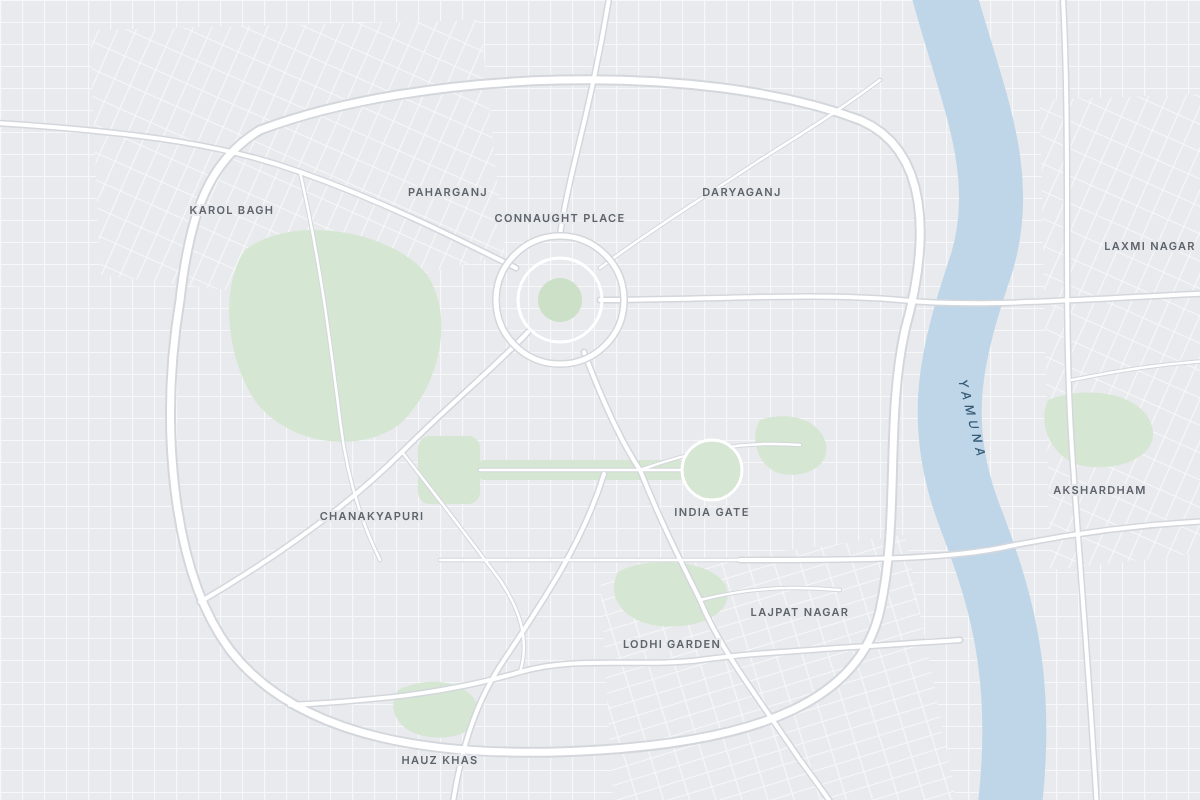 PAHARGANJ
DARYAGANJ
KAROL BAGH
CONNAUGHT PLACE
LAXMI NAGAR
YAMUNA
AKSHARDHAM
CHANAKYAPURI
INDIA GATE
LAJPAT NAGAR
LODHI GARDEN
HAUZ KHAS